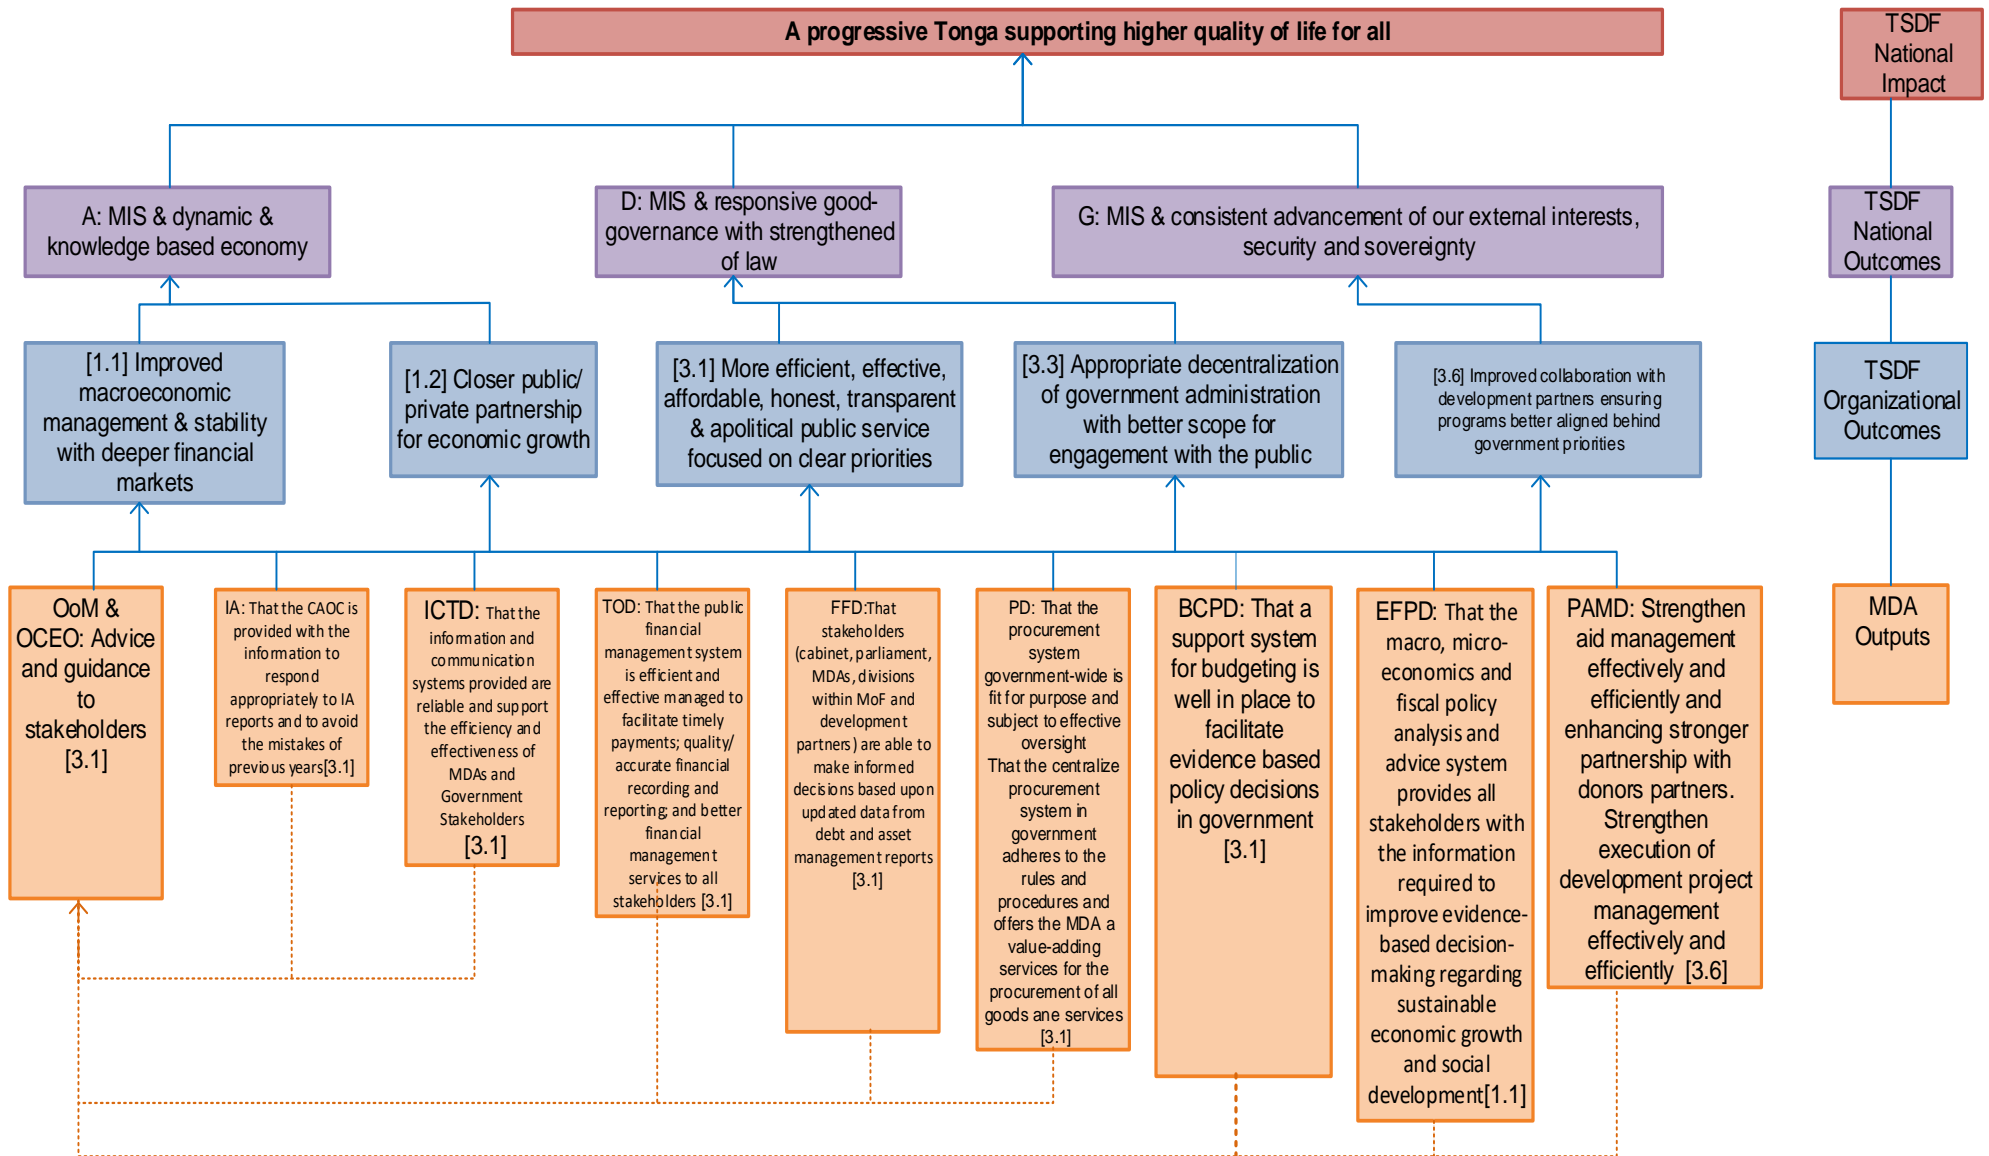 A progressive Tonga supporting higher quality of life for all
TSDF
National
Impact
A: MIS & dynamic &
knowledge based economy
D: MIS & responsive good-
governance with strengthened
of law
G: MIS & consistent advancement of our external interests,
security and sovereignty
TSDF
National
Outcomes
[1.1] Improved
macroeconomic
management & stability
with deeper financial
markets
[1.2] Closer public/
private partnership
for economic growth
[3.1] More efficient, effective,
affordable, honest, transparent
& apolitical public service
focused on clear priorities
[3.3] Appropriate decentralization
of government administration
with better scope for
engagement with the public
[3.6] Improved collaboration with
development partners ensuring
programs better aligned behind
government priorities
TSDF
Organizational
Outcomes
OoM &
OCEO: Advice
and guidance
to
stakeholders
[3.1]
IA: That the CAOC is
provided with the
information to
respond
appropriately to IA
reports and to avoid
the mistakes of
previous years[3.1]
ICTD: That the
information and
communication
systems provided are
reliable and support
the efficiency and
effectiveness of
MDAs and
Government
Stakeholders
[3.1]
TOD: That the public
financial
management system
is efficient and
effective managed to
facilitate timely
payments; quality/
accurate financial
recording and
reporting; and better
financial
management
services to all
stakeholders [3.1]
FFD:That
stakeholders
(cabinet, parliament,
MDAs, divisions
within MoF and
development
partners) are able to
make informed
decisions based upon
updated data from
debt and asset
management reports
[3.1]
PD: That the
procurement
system
government-wide is
fit for purpose and
subject to effective
oversight
That the centralize
procurement
system in
government
adheres to the
rules and
procedures and
offers the MDA a
value-adding
services for the
procurement of all
goods ane services
[3.1]
BCPD: That a
support system
for budgeting is
well in place to
facilitate
evidence based
policy decisions
in government
[3.1]
EFPD: That the
macro, micro-
economics and
fiscal policy
analysis and
advice system
provides all
stakeholders with
the information
required to
improve evidence-
based decision-
making regarding
sustainable
economic growth
and social
development[1.1]
PAMD: Strengthen
aid management
effectively and
efficiently and
enhancing stronger
partnership with
donors partners.
Strengthen
execution of
development project
management
effectively and
efficiently [3.6]
MDA
Outputs